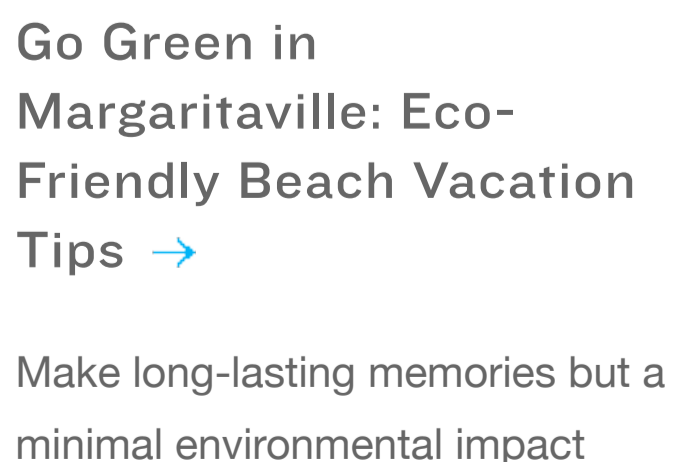 Go Green in
Margaritaville: Eco-
Friendly Beach Vacation
Tips →
Make long-lasting memories but a
minimal environmental impact